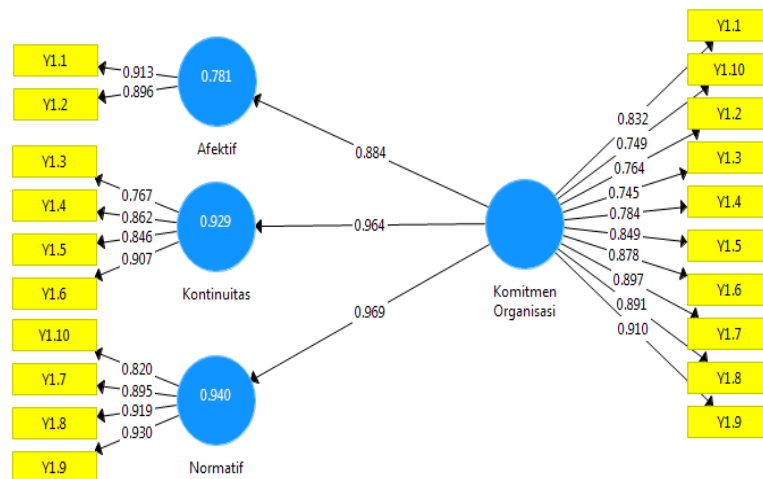 Y1.1
Y1.2
0.913
0.896
0.781
Afektif
Y1.3
Y1.4
Y1.5
Y1.6
0.767
0.862
0.846
0.907
0.929
Kontinuitas
Y1.10
Y1.7
Y1.8
Y1.9
0.820
0.895
0.919
0.930
0.940
Normatif
0.884
0.964
0.969
Komitmen
Organisasi
0.832
0.749
0.764
0.745
0.784
0.849
0.878
0.897
0.891
0.910
Y1.1
Y1.10
Y1.2
Y1.3
Y1.4
Y1.5
Y1.6
Y1.7
Y1.8
Y1.9